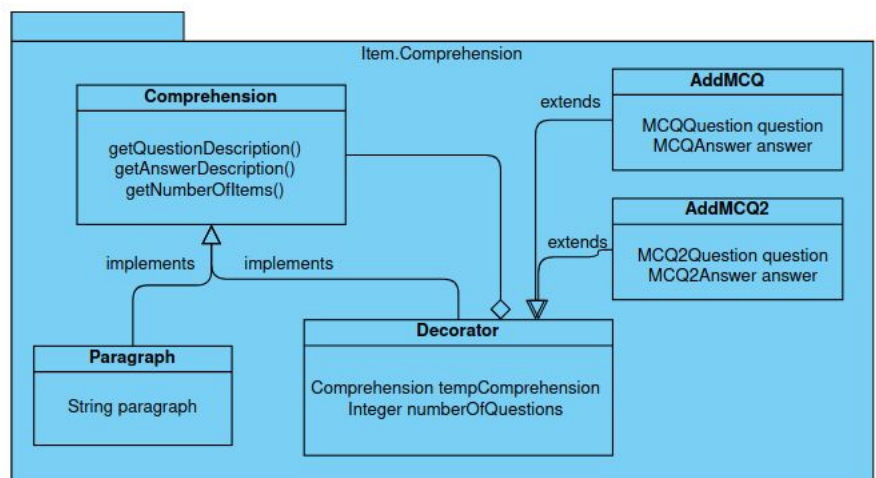 Item.Comprehension
Comprehension
getQuestionDescription()
getAnswerDescription()
getNumberOfItems()
AddMCQ
MCQQuestion question
MCQAnswer answer
extends
AddMCQ2
MCQ2Question question
MCQ2Answer answer
extends
implements
implements
Paragraph
String paragraph
Decorator
Comprehension tempComprehension
Integer numberOfQuestions